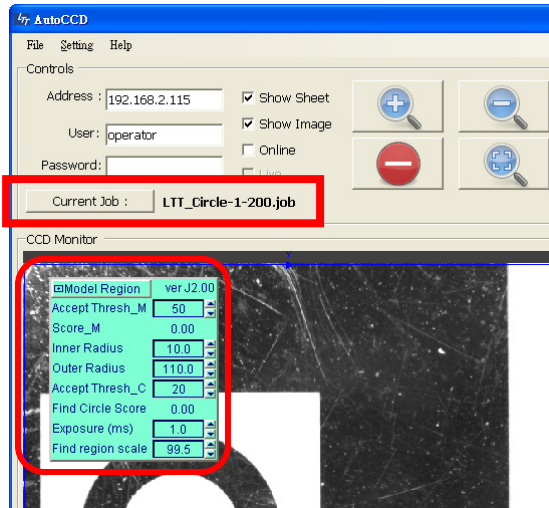 LTT AutoCCD
File Setting Help
Controls
Address : 192.168.2.115 Show Sheet
User: operator Show Image
Online
Password: Live
Current Job : LTT_Circle-1-200.job
CCD Monitor
Model Region ver J2.00
Accept Thresh_M 50
Score_M 0.00
Inner Radius 10.0
Outer Radius 110.0
Accept Thresh_C 20
Find Circle Score 0.00
Exposure (ms) 1.0
Find region scale 99.5